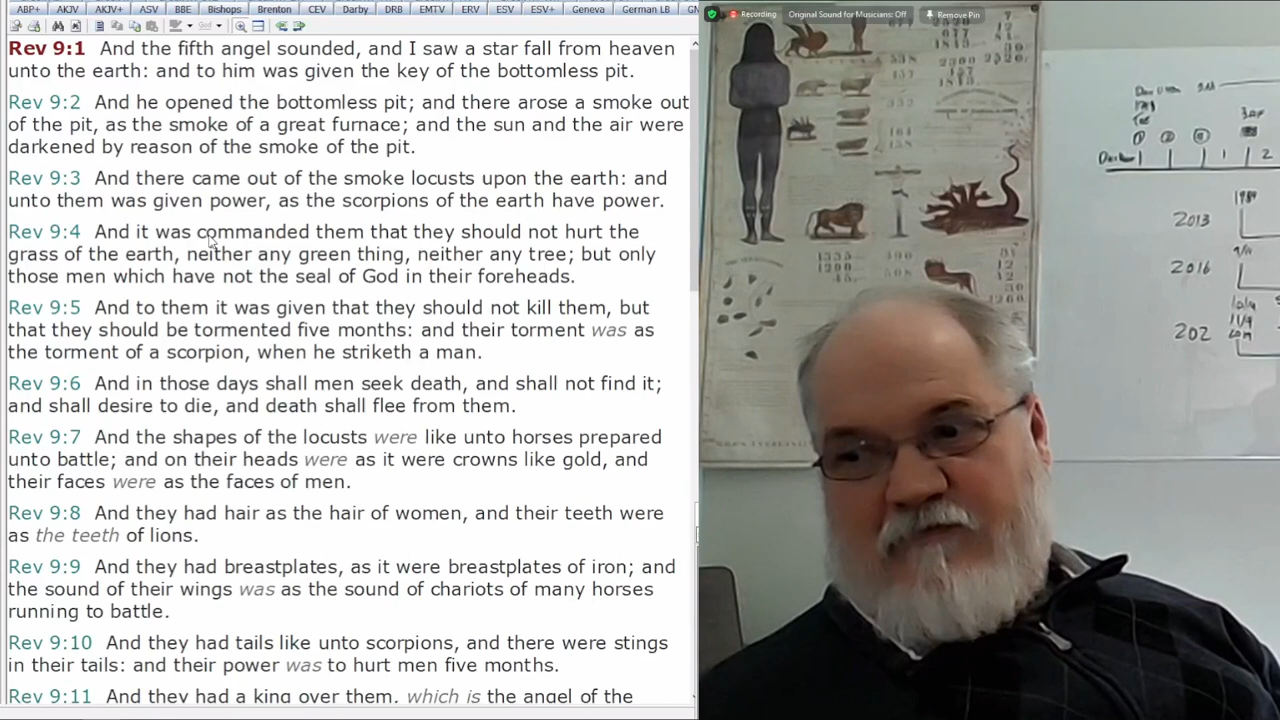 ABP+ AKJV AKJV+ ASV BBE Bishops Brenton CEV Darby DRB EMTV ERV ESV ESV+ Geneva German LB
Rev 9:1 And the fifth angel sounded, and I saw a star fall from heaven
unto the earth: and to him was given the key of the bottomless pit.
Rev 9:2 And he opened the bottomless pit; and there arose a smoke out
of the pit, as the smoke of a great furnace; and the sun and the air were
darkened by reason of the smoke of the pit.
Rev 9:3 And there came out of the smoke locusts upon the earth: and
unto them was given power, as the scorpions of the earth have power.
Rev 9:4 And it was commanded them that they should not hurt the
grass of the earth, neither any green thing, neither any tree; but only
those men which have not the seal of God in their foreheads.
Rev 9:5 And to them it was given that they should not kill them, but
that they should be tormented five months: and their torment was as
the torment of a scorpion, when he striketh a man.
Rev 9:6 And in those days shall men seek death, and shall not find it;
and shall desire to die, and death shall flee from them.
Rev 9:7 And the shapes of the locusts were like unto horses prepared
unto battle; and on their heads were as it were crowns like gold, and
their faces were as the faces of men.
Rev 9:8 And they had hair as the hair of women, and their teeth were
as the teeth of lions.
Rev 9:9 And they had breastplates, as it were breastplates of iron; and
the sound of their wings was as the sound of chariots of many horses
running to battle.
Rev 9:10 And they had tails like unto scorpions, and there were stings
in their tails: and their power was to hurt men five months.
Rev 9:11 And they had a king over them, which is the angel of the
Recording Original Sound for Musicians: Off Remove Pin
677
538
157
1335
1290
45
1260
1989
2013
9/11
2016
202
1 2